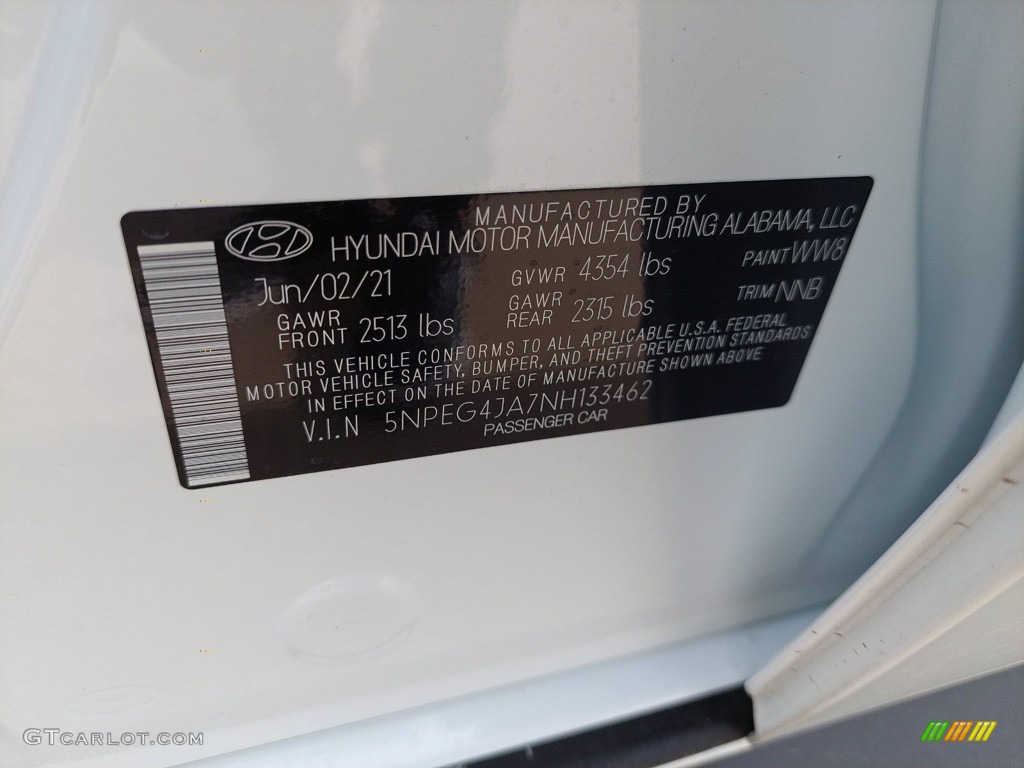 MANUFACTURED BY
HYUNDAI MOTOR MANUFACTURING ALABAMA, LLC
Jun/02/21 GVWR 4354 lbs PAINT WW8
GAWR FRONT 2513 lbs GAWR REAR 2315 lbs TRIM NNB
THIS VEHICLE CONFORMS TO ALL APPLICABLE U.S.A. FEDERAL
MOTOR VEHICLE SAFETY, BUMPER, AND THEFT PREVENTION STANDARDS
IN EFFECT ON THE DATE OF MANUFACTURE SHOWN ABOVE
V.I.N 5NPEG4JA7NH133462
PASSENGER CAR
GTCARLOT.COM